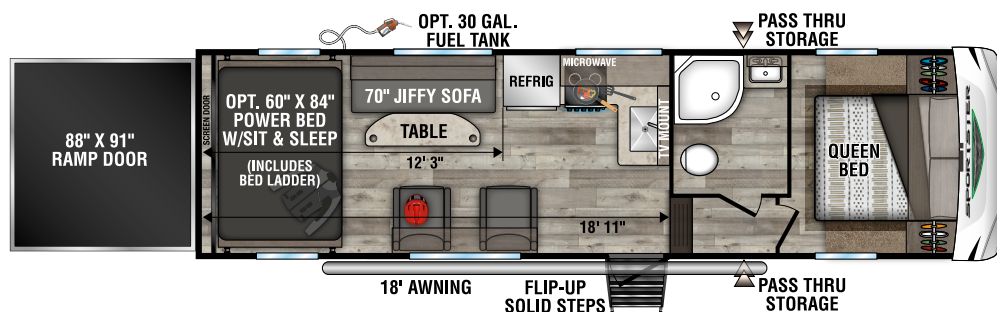 OPT. 30 GAL.
FUEL TANK
PASS THRU
STORAGE
88" X 91"
RAMP DOOR
SCREEN DOOR
OPT. 60" X 84"
POWER BED
W/SIT & SLEEP
(INCLUDES
BED LADDER)
70" JIFFY SOFA
TABLE
12' 3"
REFRIG
MICROWAVE
TV MOUNT
18' 11"
QUEEN
BED
SPORTSTER
18' AWNING
FLIP-UP
SOLID STEPS
PASS THRU
STORAGE